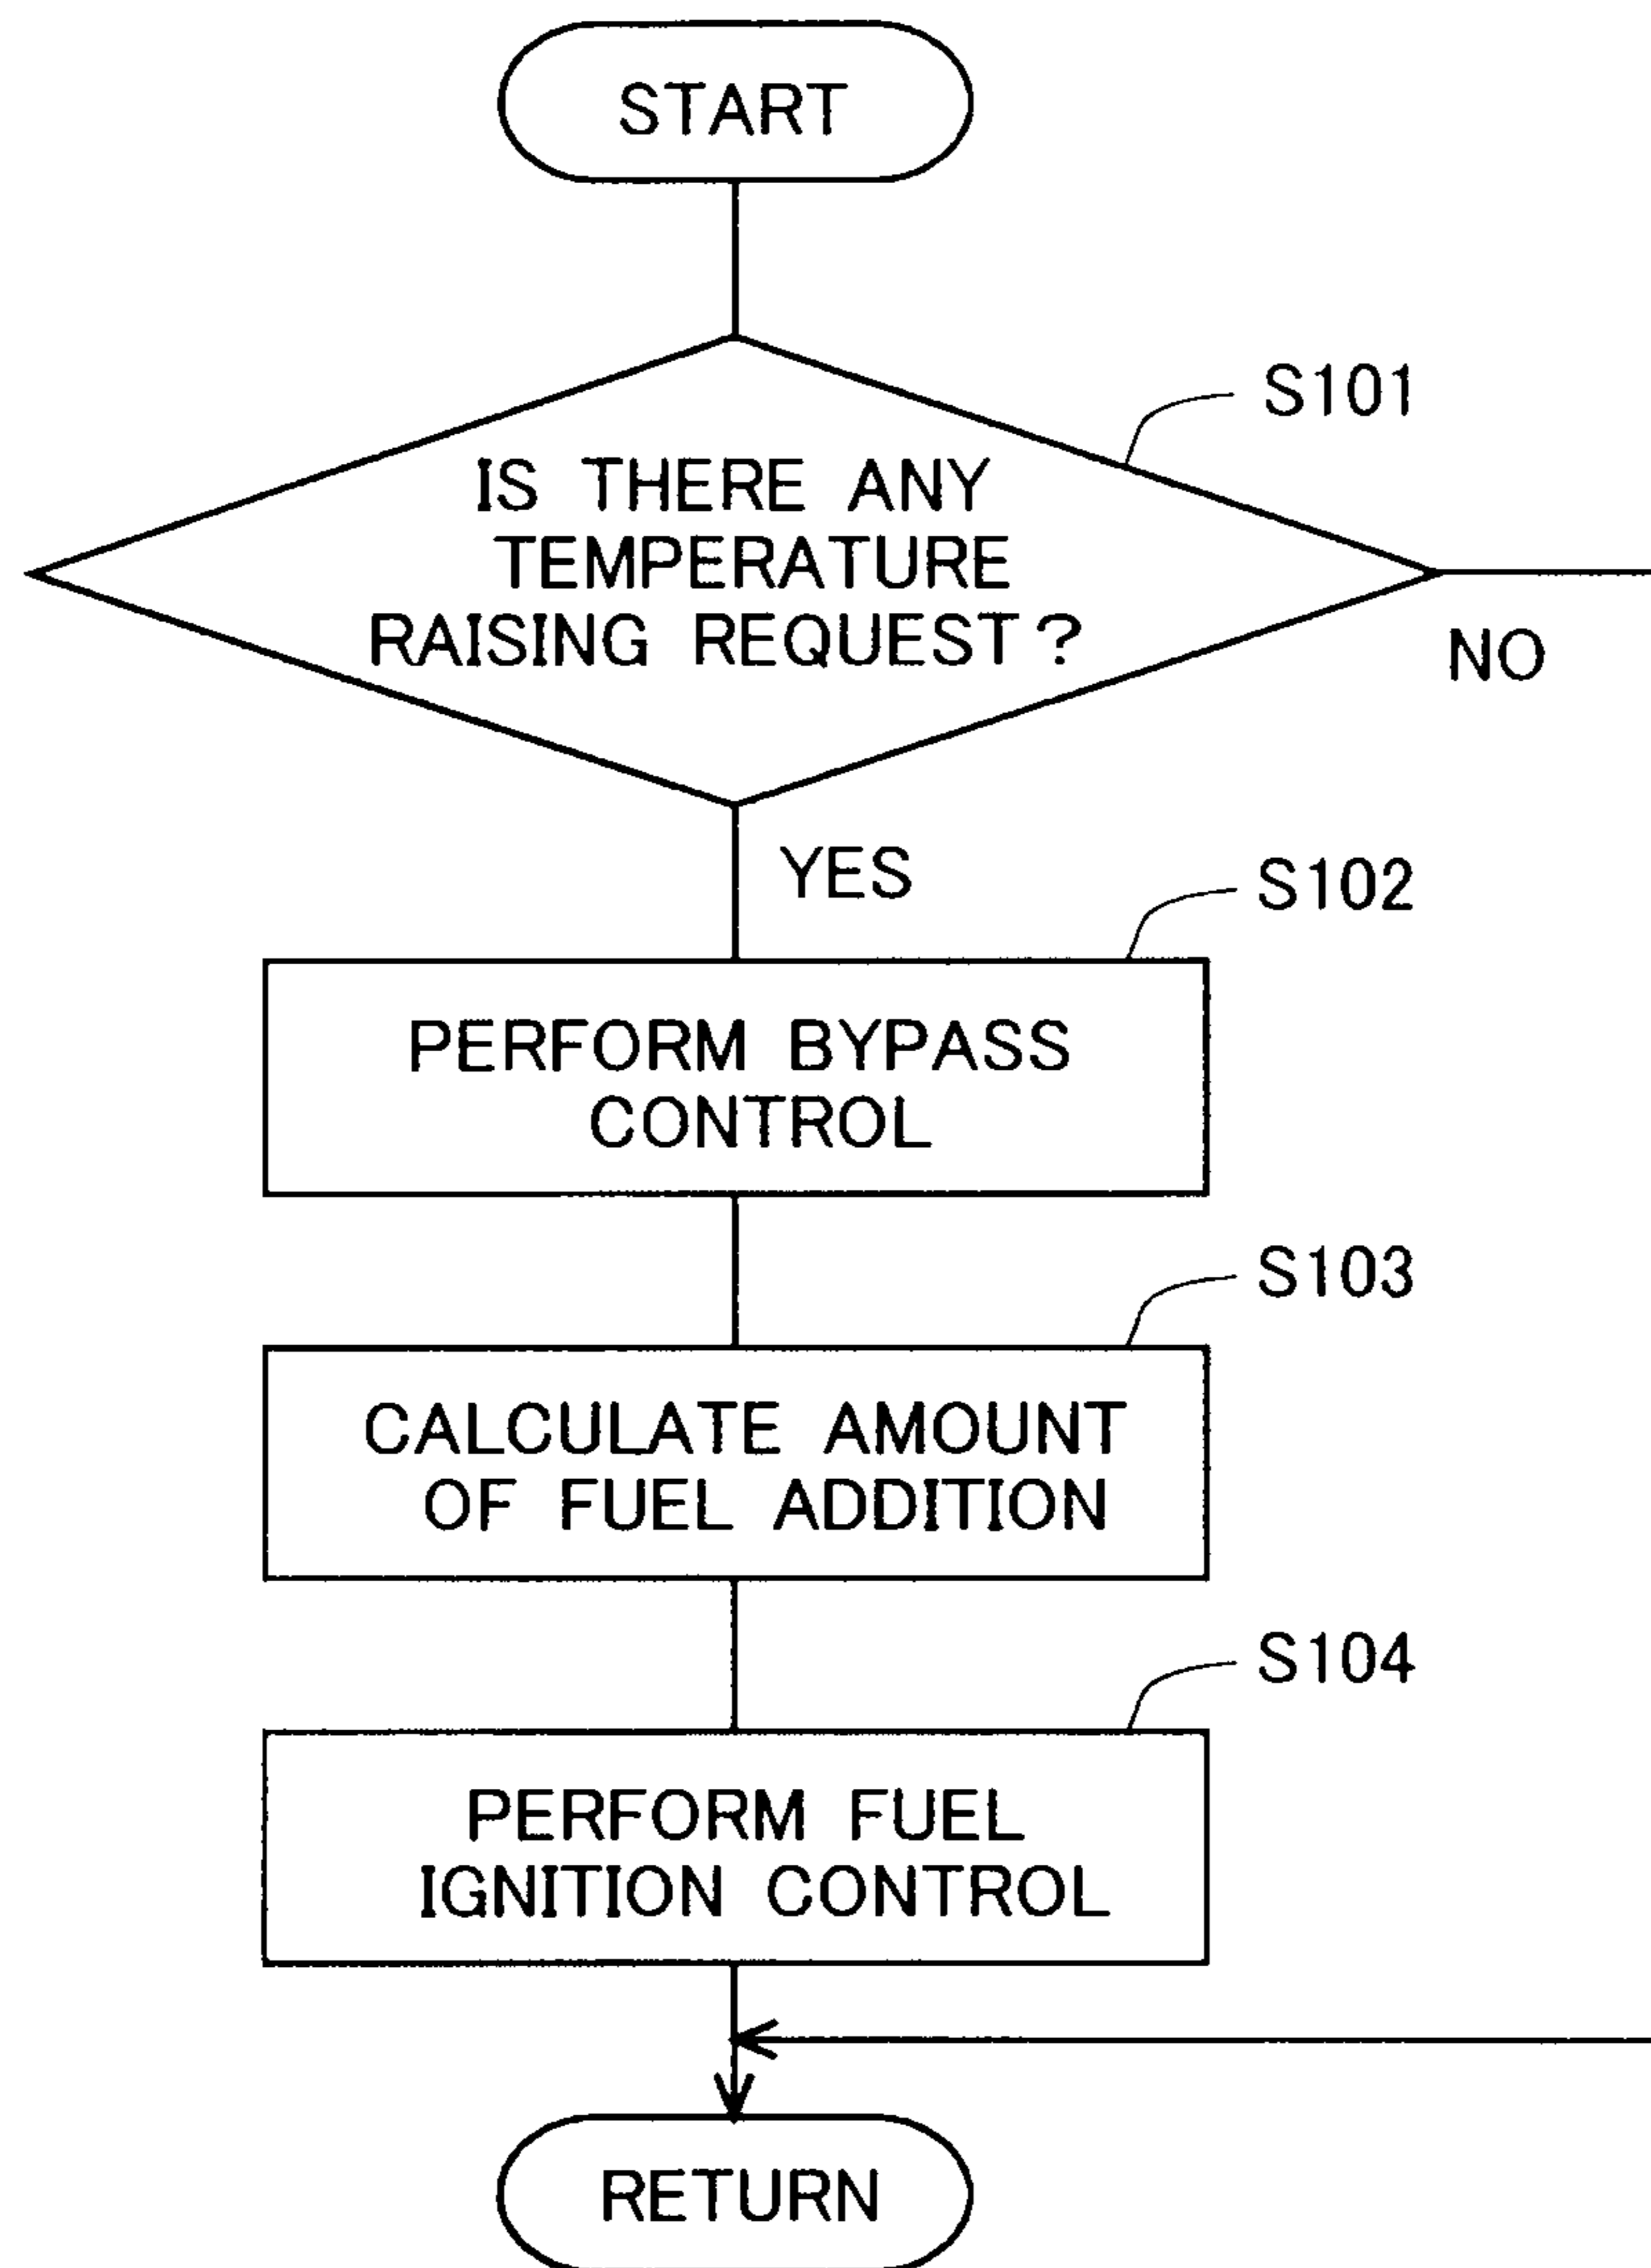 START
S101
IS THERE ANY
TEMPERATURE
RAISING REQUEST?
NO
YES
S102
PERFORM BYPASS
CONTROL
S103
CALCULATE AMOUNT
OF FUEL ADDITION
S104
PERFORM FUEL
IGNITION CONTROL
RETURN